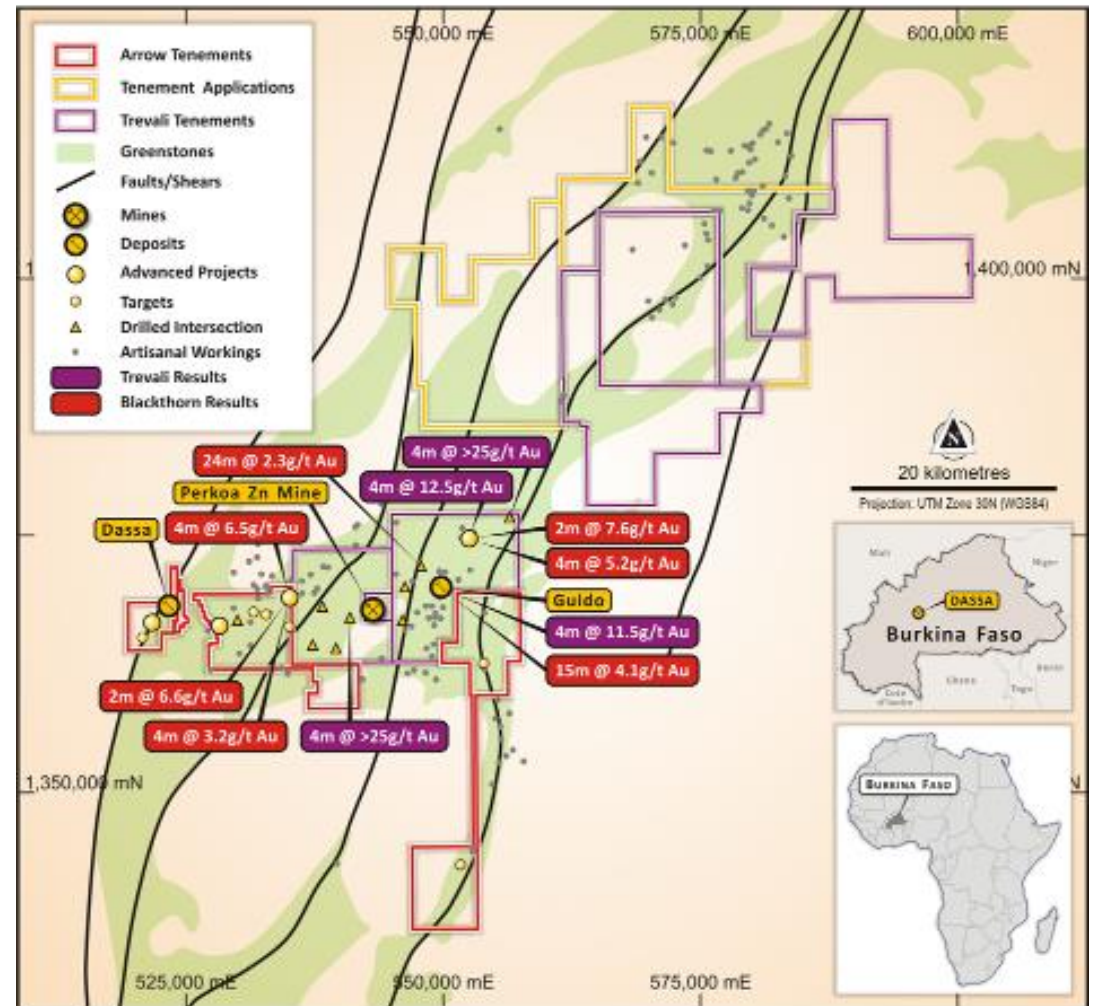 550,000 mE
575,000 mE
600,000 mE
Arrow Tenements
Tenement Applications
Trevali Tenements
Greenstones
Faults/Shears
Mines
Deposits
Advanced Projects
Targets
Drilled Intersection
Artisanal Workings
Trevali Results
Blackthorn Results
1
1,400,000 mN
N
20 kilometres
Projection: UTM Zone 30N (WGS84)
24m @ 2.3g/t Au
4m @ >25g/t Au
Perkoa Zn Mine
4m @ 12.5g/t Au
Dassa
4m @ 6.5g/t Au
2m @ 7.6g/t Au
4m @ 5.2g/t Au
Guido
4m @ 11.5g/t Au
15m @ 4.1g/t Au
2m @ 6.6g/t Au
4m @ 3.2g/t Au
4m @ >25g/t Au
Mali
Niger
DASSA
Burkina Faso
Benin
Ghana
Togo
Cote
d'Ivoire
1,350,000 mN
N
Burkina Faso
525,000 mE
550,000 mE
575,000 mE